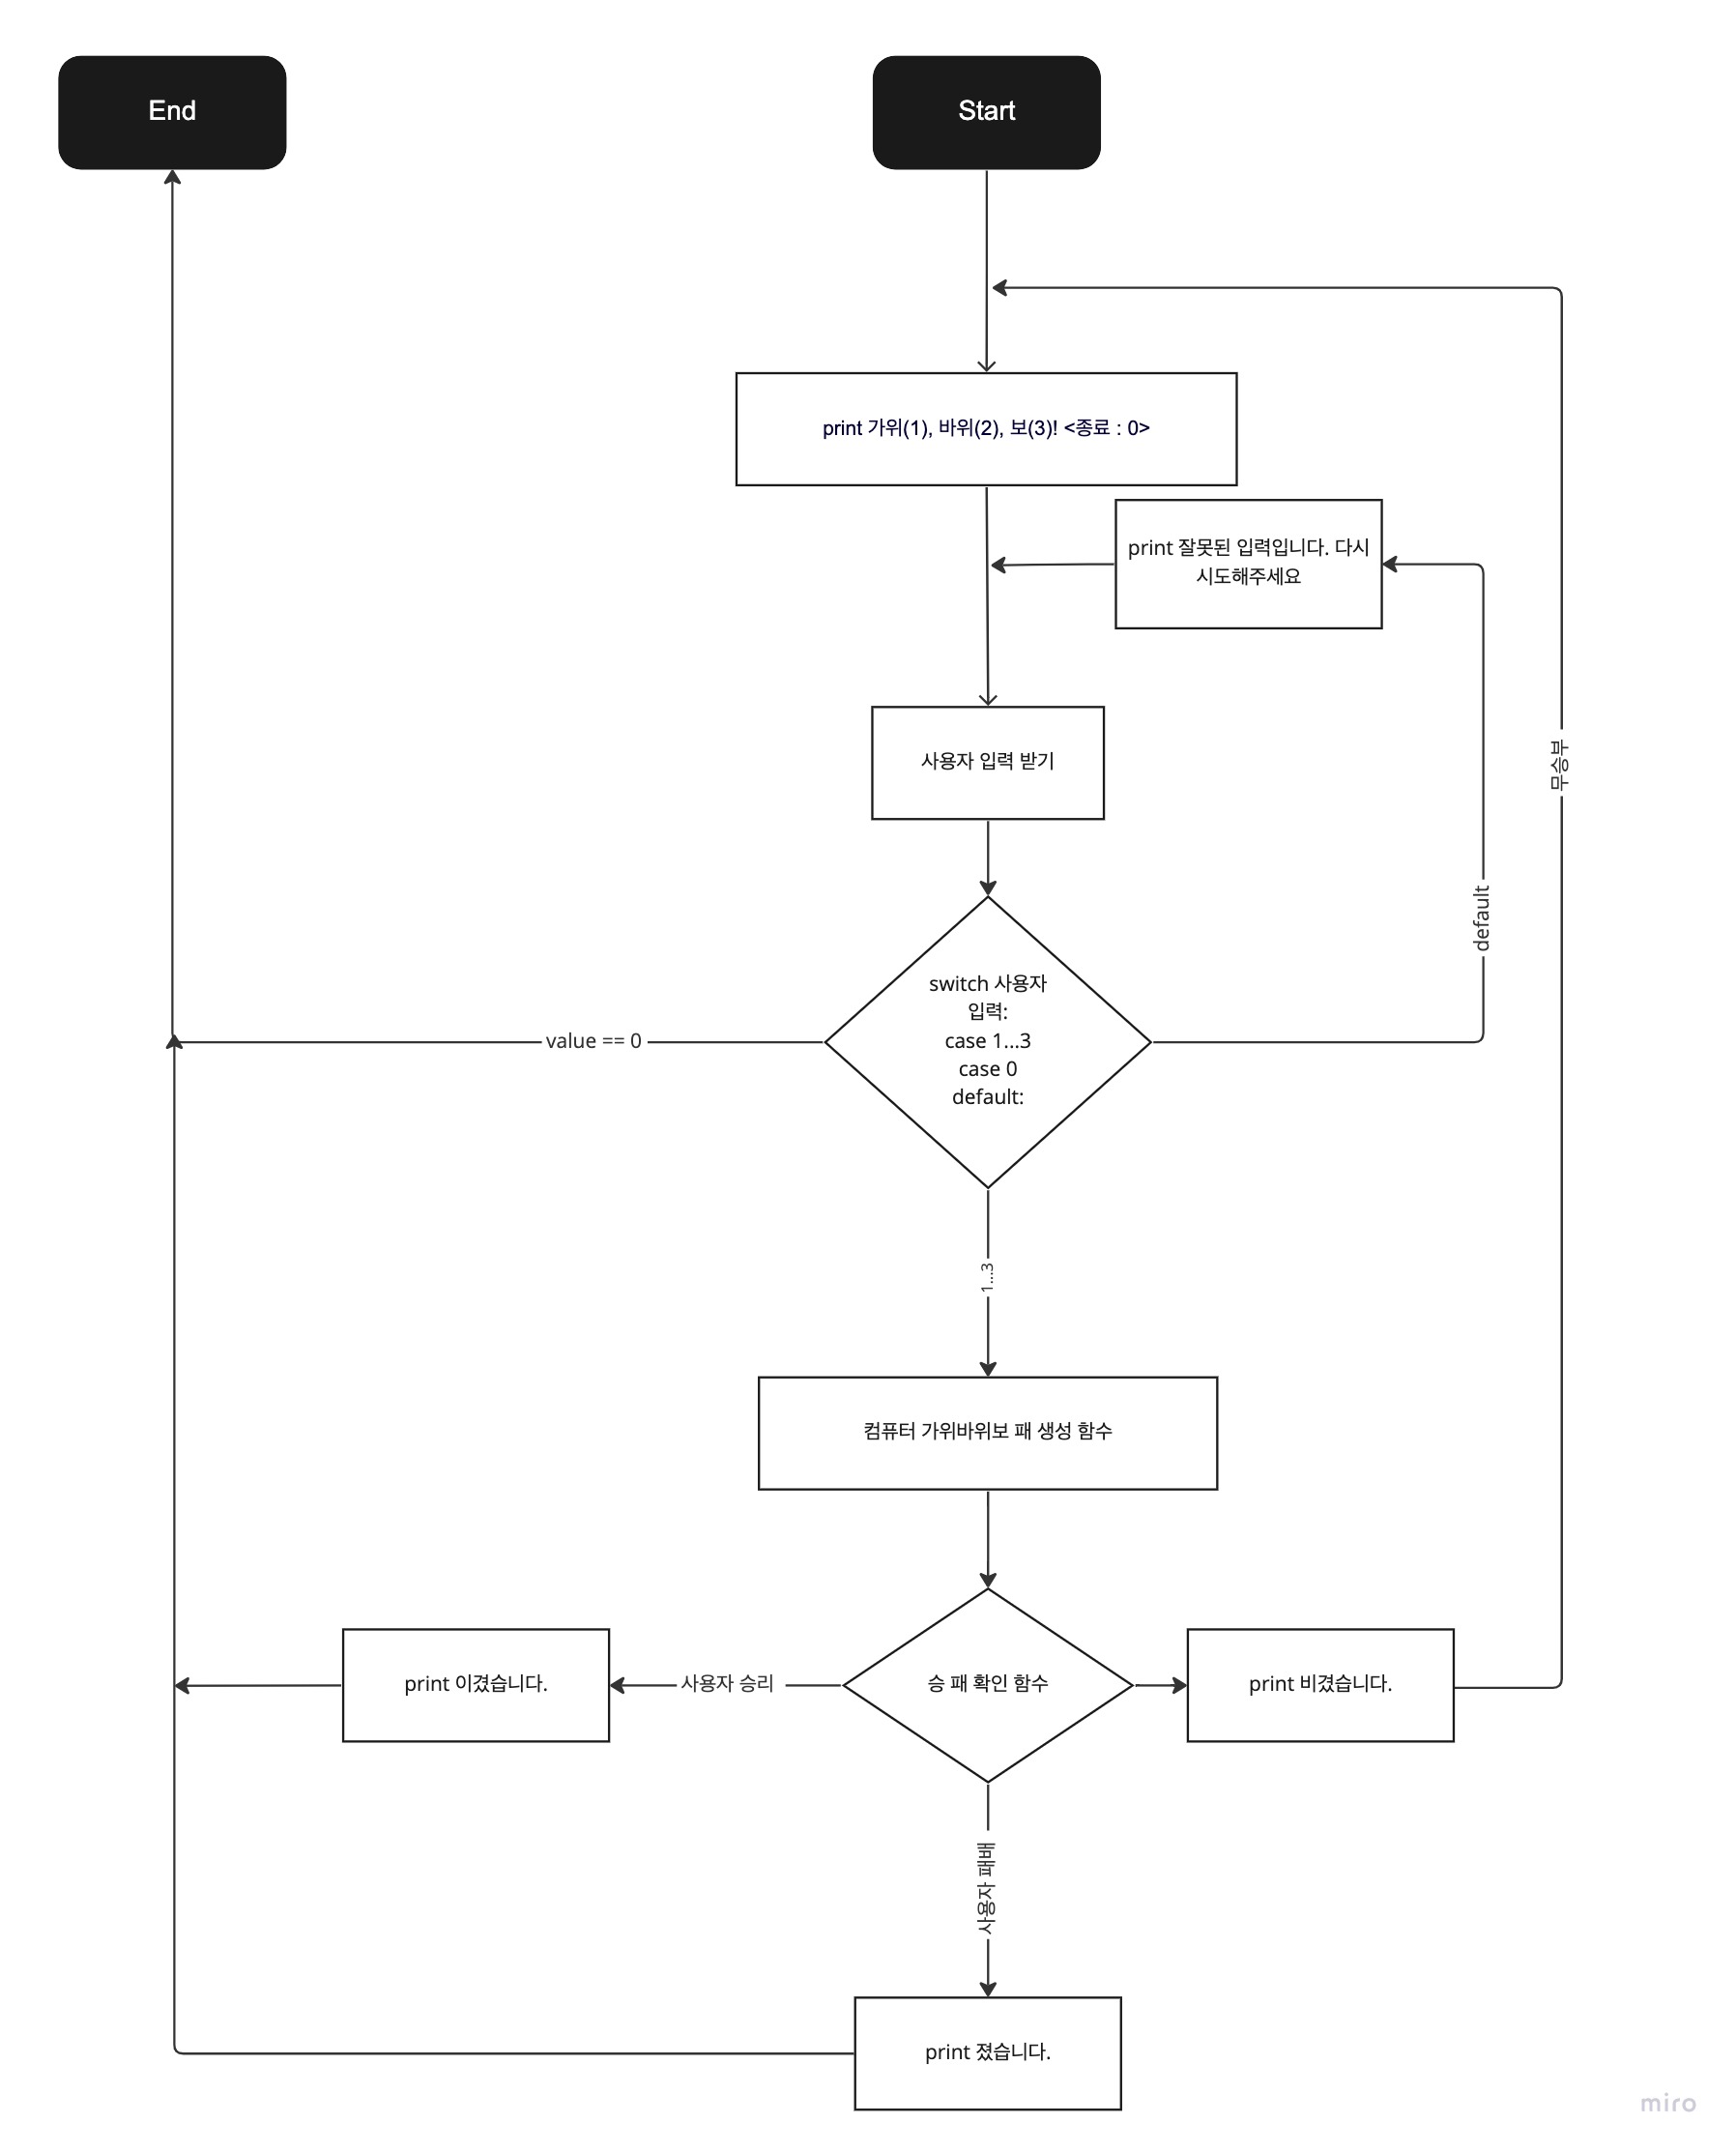 End
Start
print 가위(1), 바위(2), 보(3)! <종료 : 0>
print 잘못된 입력입니다. 다시
시도해주세요
사용자 입력 받기
무승부
default
switch 사용자
입력:
case 1...3
case 0
default:
value == 0
1...3
컴퓨터 가위바위보 패 생성 함수
print 이겼습니다.
사용자 승리
승 패 확인 함수
print 비겼습니다.
사용자 패배
print 졌습니다.
miro